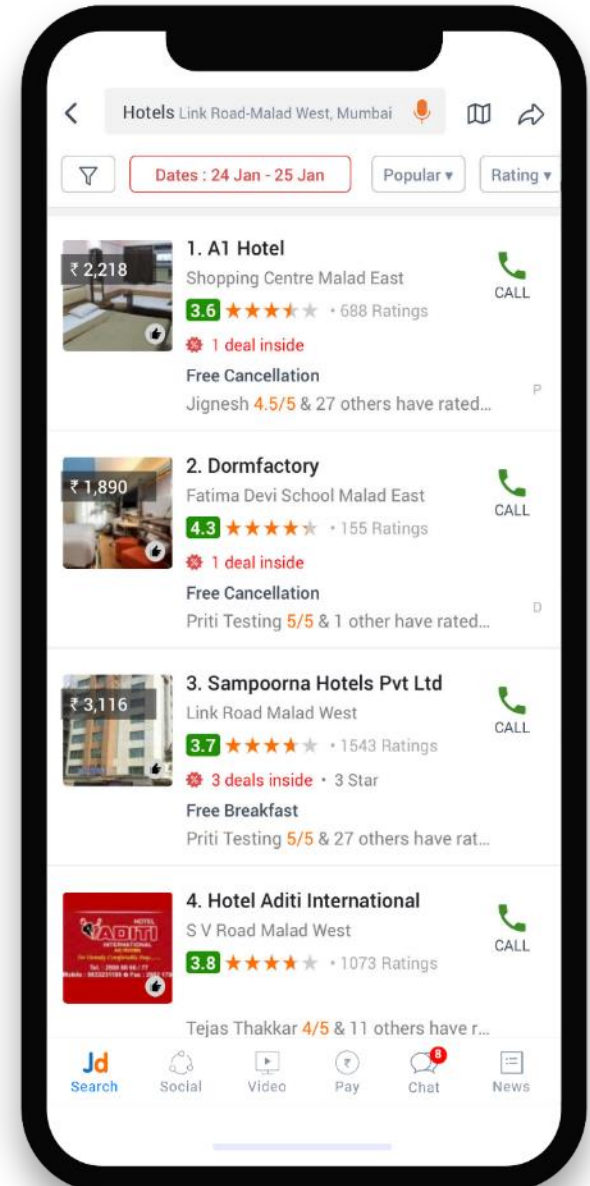 Hotels Link Road-Malad West, Mumbai
Dates : 24 Jan - 25 Jan
Popular
Rating
1. A1 Hotel
₹ 2,218
Shopping Centre Malad East
CALL
3.6 • 688 Ratings
1 deal inside
Free Cancellation
P
Jignesh 4.5/5 & 27 others have rated...
2. Dormfactory
₹ 1,890
Fatima Devi School Malad East
CALL
4.3 • 155 Ratings
1 deal inside
Free Cancellation
D
Priti Testing 5/5 & 1 other have rated...
3. Sampoorna Hotels Pvt Ltd
₹ 3,116
Link Road Malad West
CALL
3.7 • 1543 Ratings
3 deals inside • 3 Star
Free Breakfast
Priti Testing 5/5 & 27 others have rat...
4. Hotel Aditi International
HOTEL
ADITI
INTERNATIONAL
S V Road Malad West
CALL
3.8 • 1073 Ratings
Tejas Thakkar 4/5 & 11 others have r...
Jd
8
Search Social Video Pay Chat News